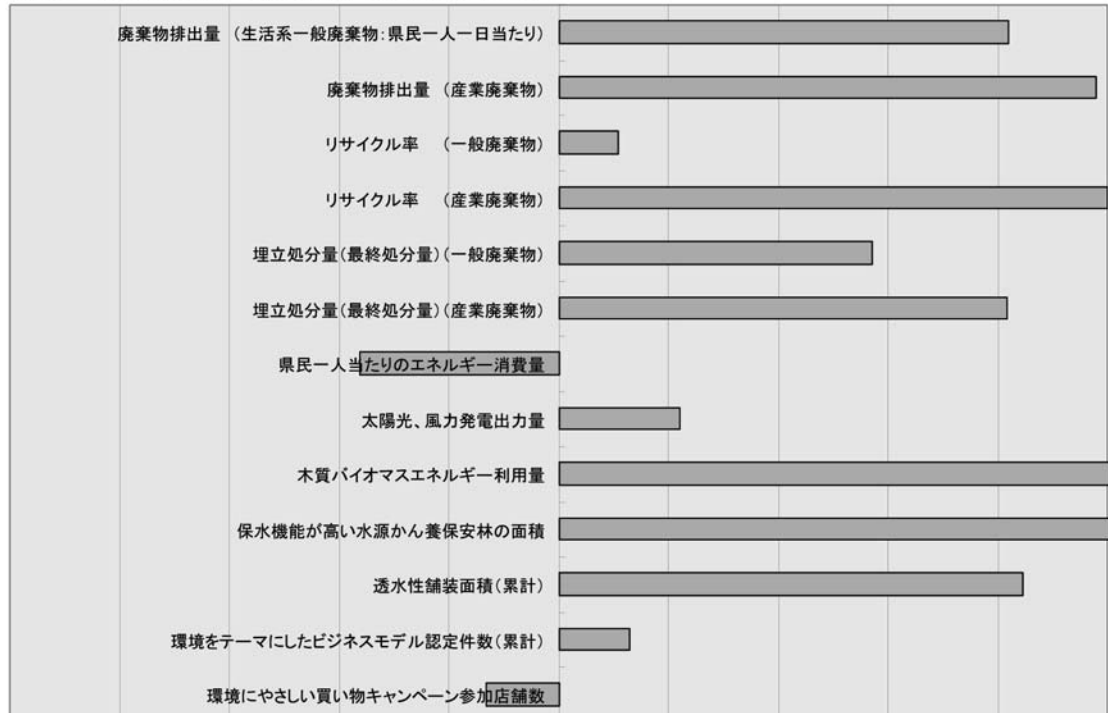 廃棄物排出量 (生活系一般廃棄物:県民一人一日当たり)
廃棄物排出量 (産業廃棄物)
リサイクル率 (一般廃棄物)
リサイクル率 (産業廃棄物)
埋立処分量(最終処分量)(一般廃棄物)
埋立処分量(最終処分量)(産業廃棄物)
県民一人当たりのエネルギー消費量
太陽光、風力発電出力量
木質バイオマスエネルギー利用量
保水機能が高い水源かん養保安林の面積
透水性舗装面積(累計)
環境をテーマにしたビジネスモデル認定件数(累計)
環境にやさしい買い物キャンペーン参加店舗数